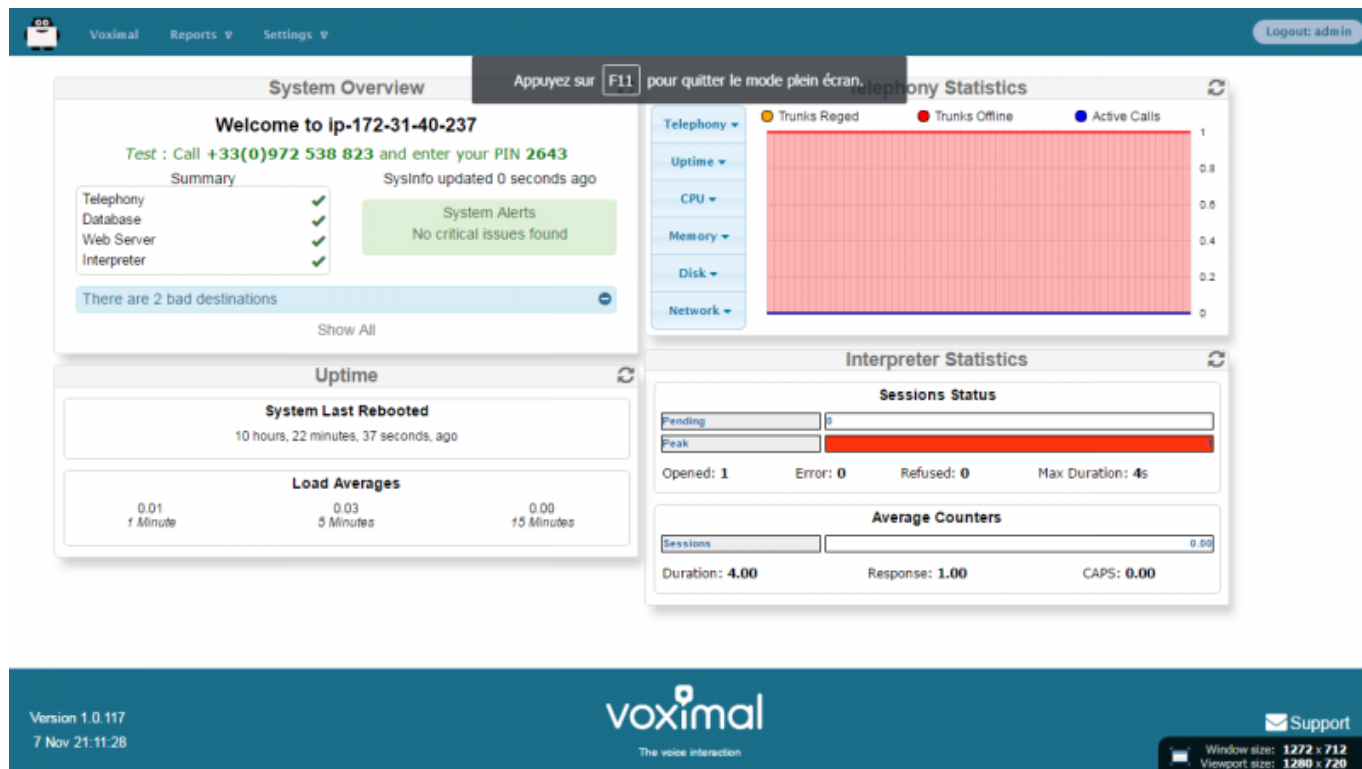 Voximal Reports Settings Logout: admin
Appuyez sur F11 pour quitter le mode plein écran.
System Overview
Welcome to ip-172-31-40-237
Test : Call +33(0)972 538 823 and enter your PIN 2643
Summary
Telephony
Database
Web Server
Interpreter
SysInfo updated 0 seconds ago
System Alerts
No critical issues found
There are 2 bad destinations
Show All
Uptime
System Last Rebooted
10 hours, 22 minutes, 37 seconds, ago
Load Averages
0.01 0.03 0.00
1 Minute 5 Minutes 15 Minutes
Telephony Statistics
Telephony
Uptime
CPU
Memory
Disk
Network
Trunks Reged Trunks Offline Active Calls
1
0.8
0.6
0.4
0.2
0
Interpreter Statistics
Sessions Status
Pending 0
Peak 1
Opened: 1 Error: 0 Refused: 0 Max Duration: 4s
Average Counters
Sessions 0.00
Duration: 4.00 Response: 1.00 CAPS: 0.00
Version 1.0.117
7 Nov 21:11:28
voximal
The voice interaction
Support
Window size: 1272 x 712
Viewport size: 1280 x 720